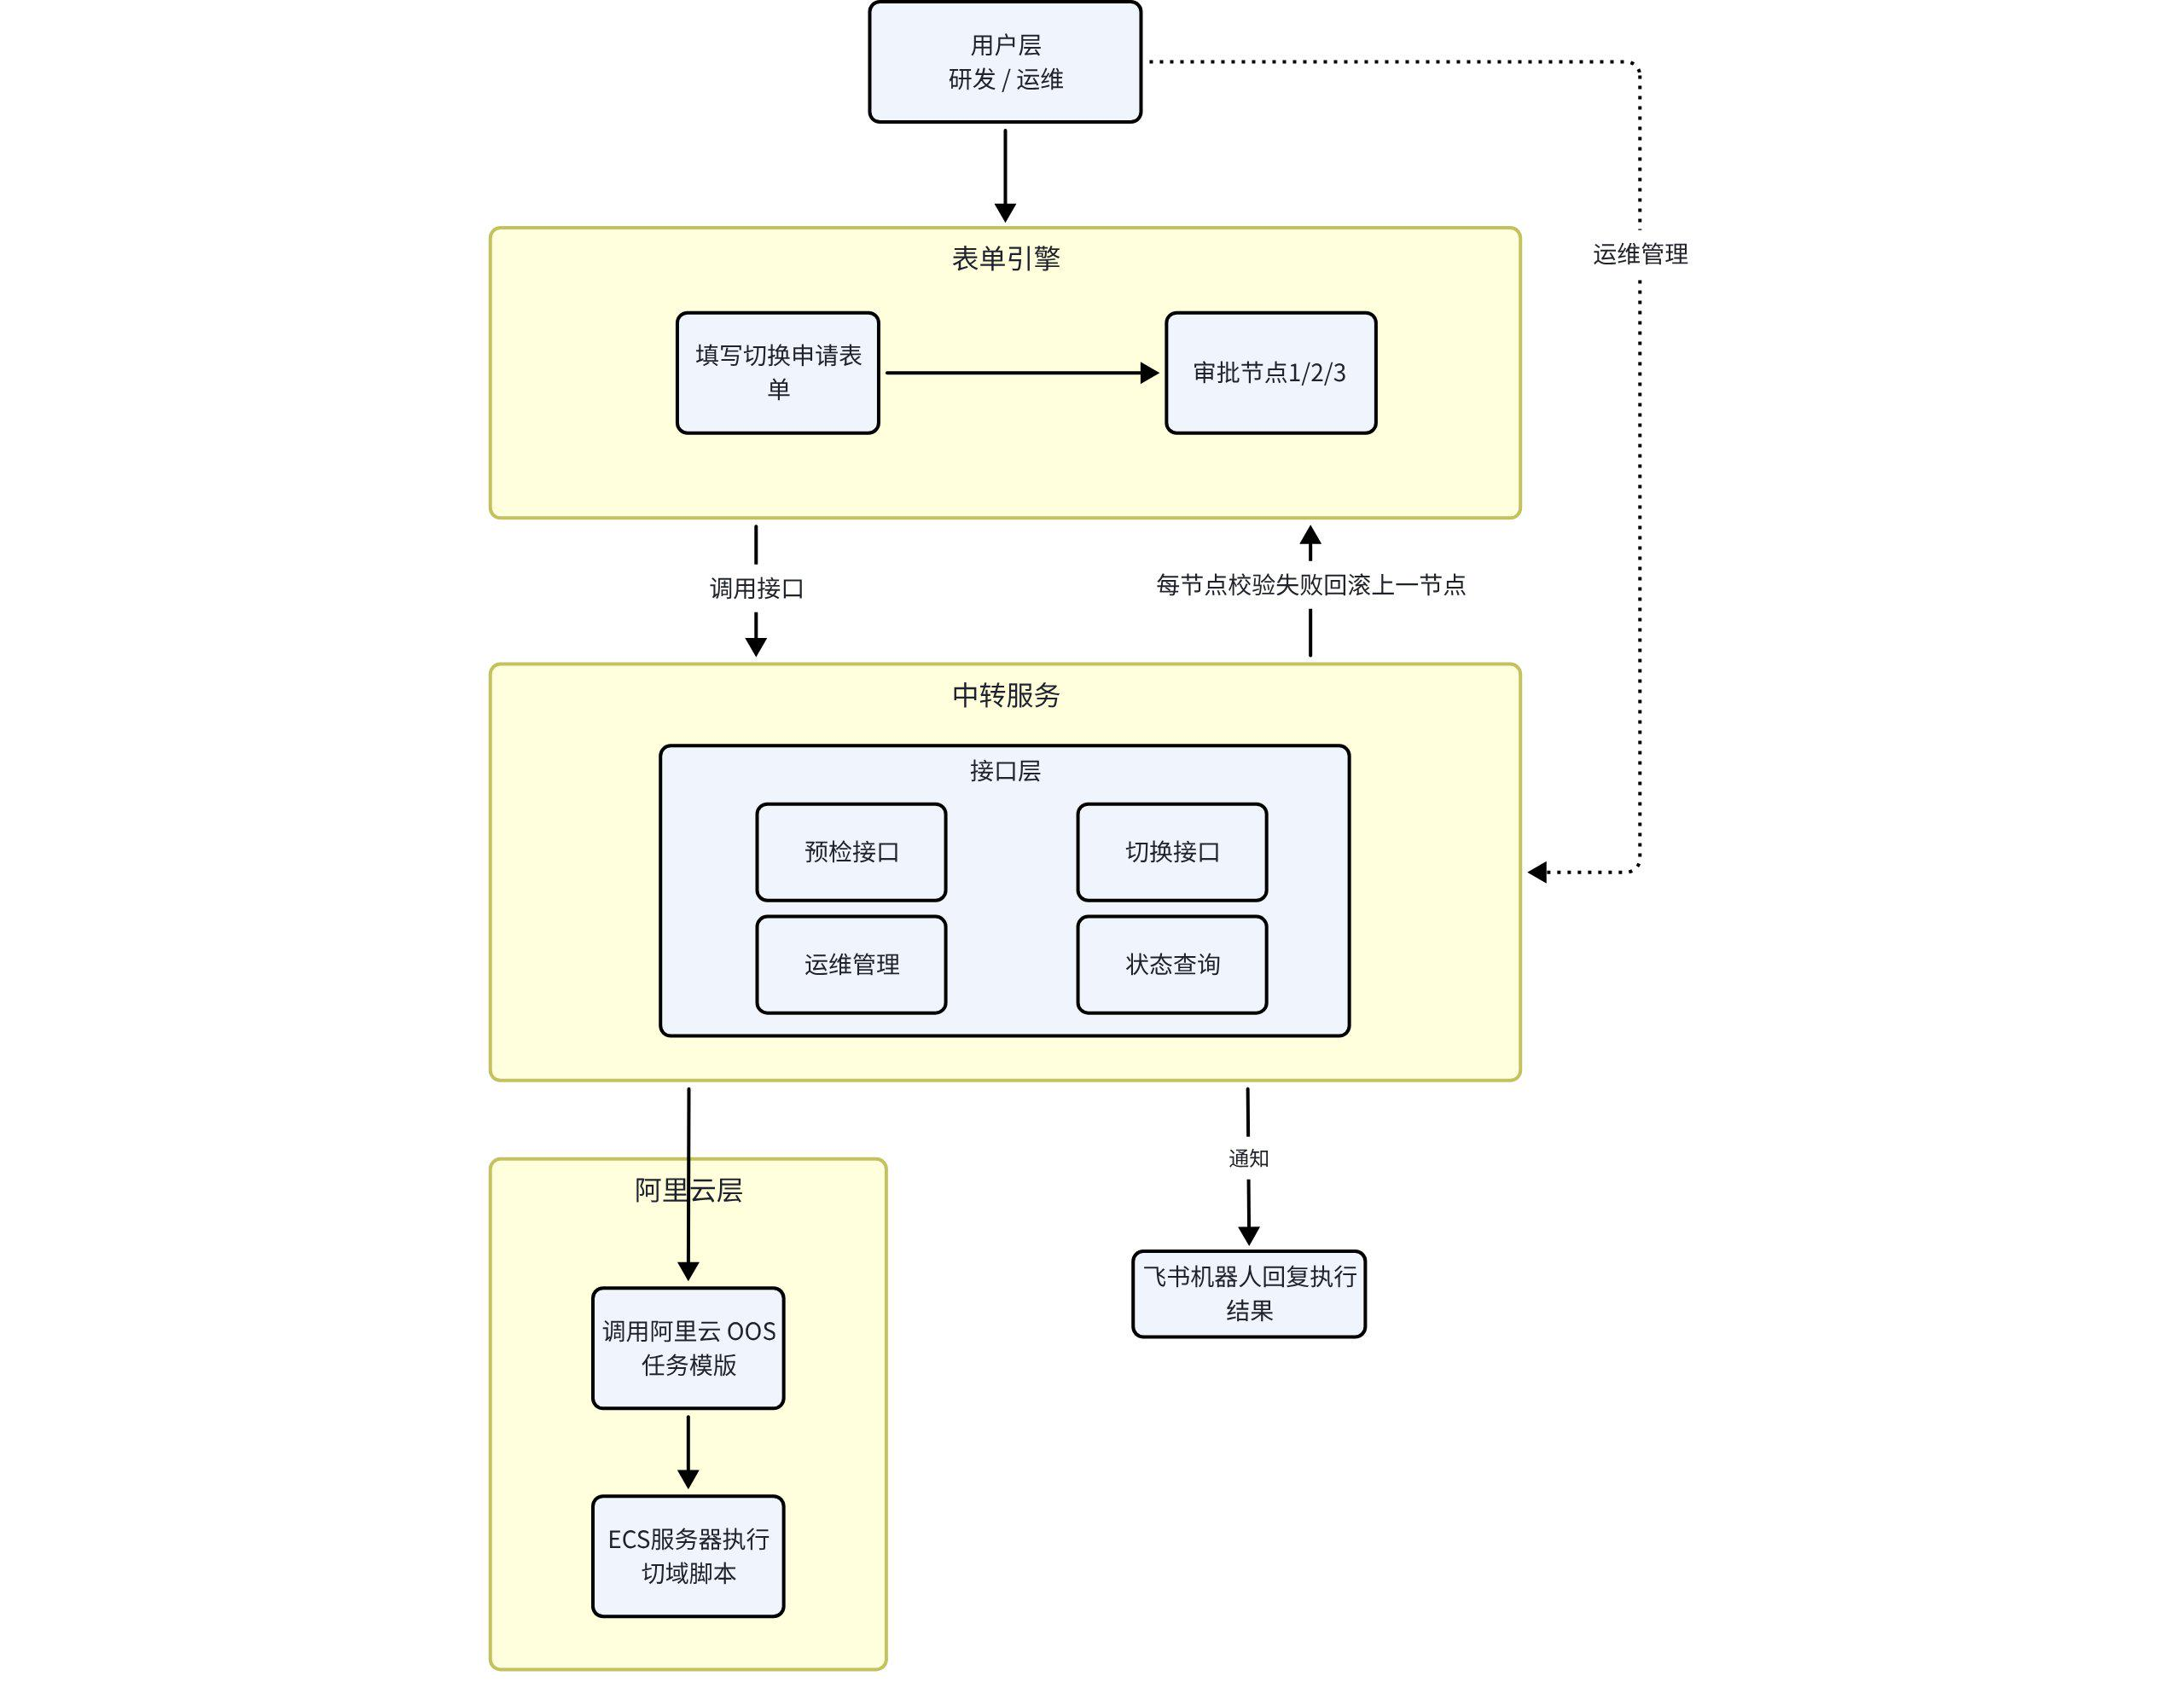 用户层
研发 / 运维
运维管理
表单引擎
填写切换申请表
单
审批节点1/2/3
调用接口
每节点校验失败回滚上一节点
中转服务
接口层
预检接口
切换接口
运维管理
状态查询
通知
阿里云层
飞书机器人回复执行
结果
调用阿里云 OOS
任务模版
ECS服务器执行
切域脚本